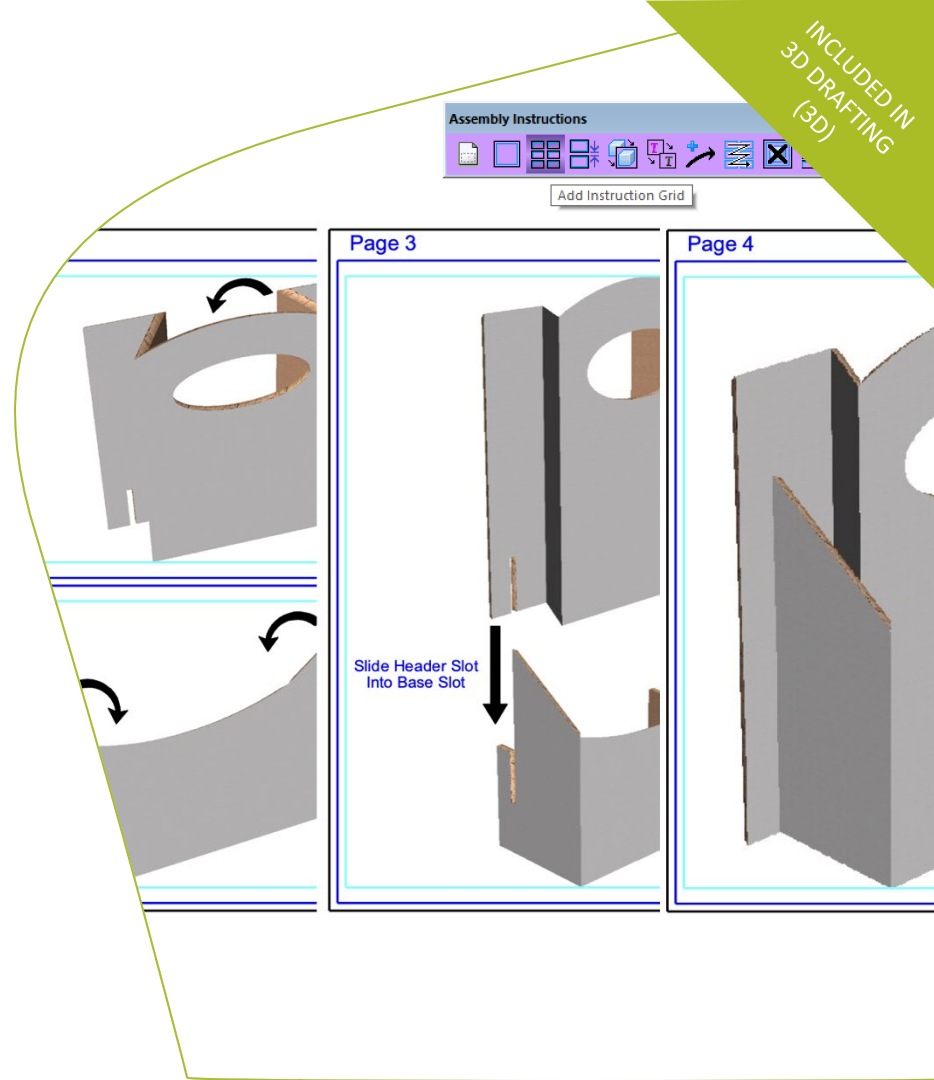 INCLUDED IN
3D DRAFTING
(3D)
Assembly Instructions
T
T
Add Instruction Grid
Page 3
Page 4
Slide Header Slot
Into Base Slot